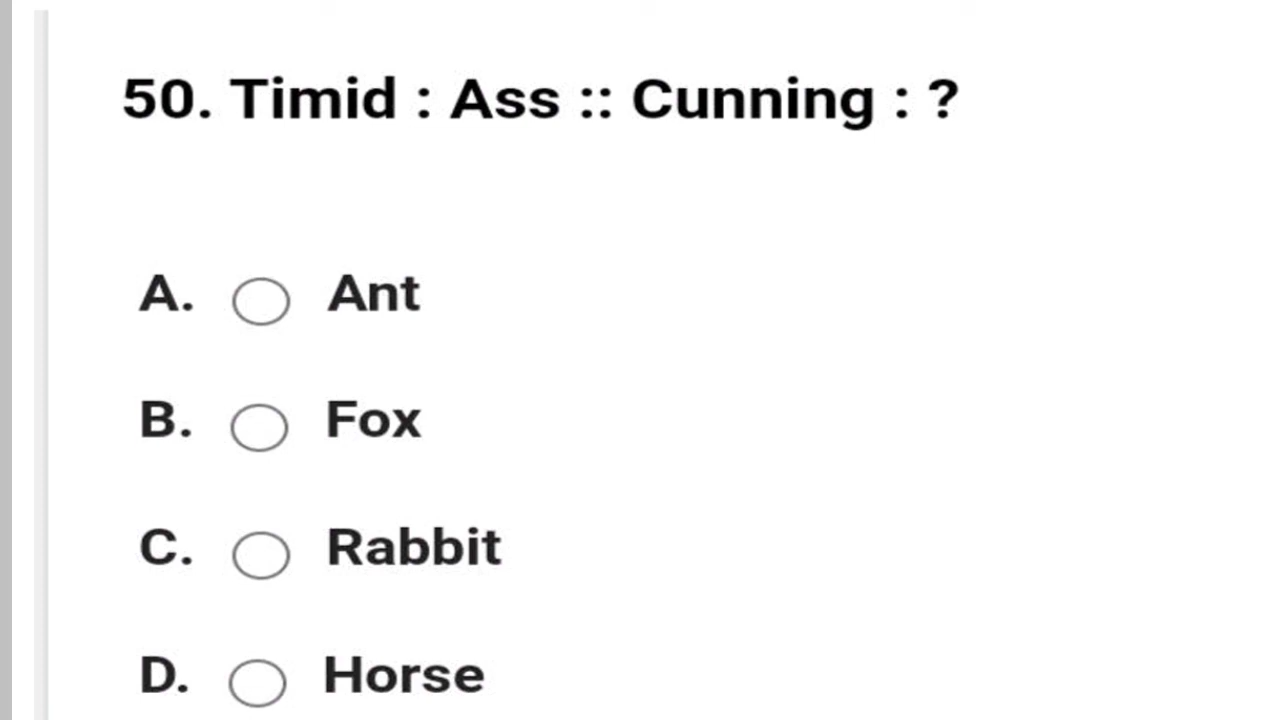 50. Timid : Ass :: Cunning : ?
A. Ant
B. Fox
C. Rabbit
D. Horse